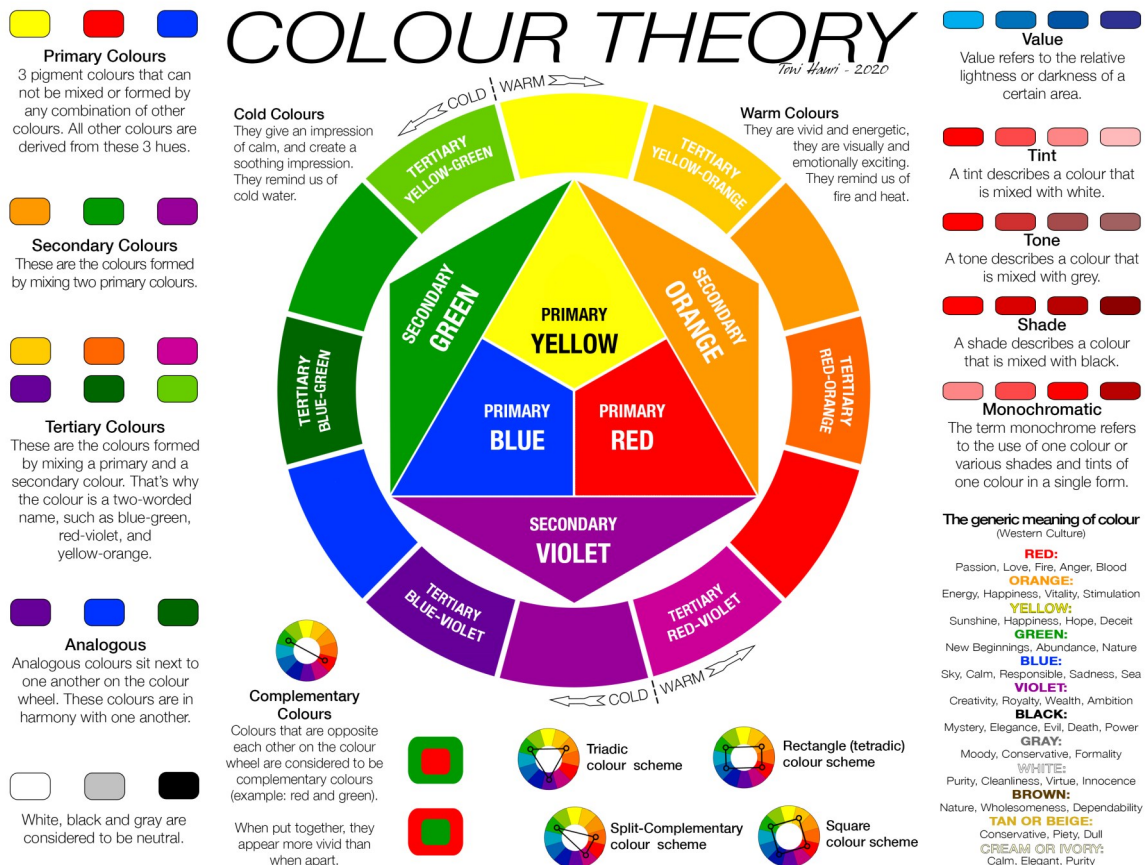 COLOUR THEORY
Toni Hauri - 2020
Primary Colours
3 pigment colours that can
not be mixed or formed by
any combination of other
colours. All other colours are
derived from these 3 hues.
Secondary Colours
These are the colours formed
by mixing two primary colours.
Tertiary Colours
These are the colours formed
by mixing a primary and a
secondary colour. That's why
the colour is a two-worded
name, such as blue-green,
red-violet, and
yellow-orange.
Analogous
Analogous colours sit next to
one another on the colour
wheel. These colours are in
harmony with one another.
White, black and gray are
considered to be neutral.
Cold Colours
They give an impression
of calm, and create a
soothing impression.
They remind us of
cold water.
COLD
WARM
Warm Colours
They are vivid and energetic,
they are visually and
emotionally exciting.
They remind us of
fire and heat.
TERTIARY
YELLOW-GREEN
TERTIARY
YELLOW-ORANGE
SECONDARY
GREEN
PRIMARY
YELLOW
SECONDARY
ORANGE
TERTIARY
BLUE-GREEN
PRIMARY
BLUE
PRIMARY
RED
TERTIARY
RED-ORANGE
SECONDARY
VIOLET
TERTIARY
BLUE-VIOLET
TERTIARY
RED-VIOLET
COLD
WARM
Complementary
Colours
Colours that are opposite
each other on the colour
wheel are considered to be
complementary colours
(example: red and green).
When put together, they
appear more vivid than
when apart.
Triadic
colour scheme
Rectangle (tetradic)
colour scheme
Split-Complementary
colour scheme
Square
colour scheme
Value
Value refers to the relative
lightness or darkness of a
certain area.
Tint
A tint describes a colour that
is mixed with white.
Tone
A tone describes a colour that
is mixed with grey.
Shade
A shade describes a colour
that is mixed with black.
Monochromatic
The term monochrome refers
to the use of one colour or
various shades and tints of
one colour in a single form.
The generic meaning of colour
(Western Culture)
RED:
Passion, Love, Fire, Anger, Blood
ORANGE:
Energy, Happiness, Vitality, Stimulation
YELLOW:
Sunshine, Happiness, Hope, Deceit
GREEN:
New Beginnings, Abundance, Nature
BLUE:
Sky, Calm, Responsible, Sadness, Sea
VIOLET:
Creativity, Royalty, Wealth, Ambition
BLACK:
Mystery, Elegance, Evil, Death, Power
GRAY:
Moody, Conservative, Formality
WHITE:
Purity, Cleanliness, Virtue, Innocence
BROWN:
Nature, Wholesomeness, Dependability
TAN OR BEIGE:
Conservative, Piety, Dull
CREAM OR IVORY:
Calm, Elegant, Purity